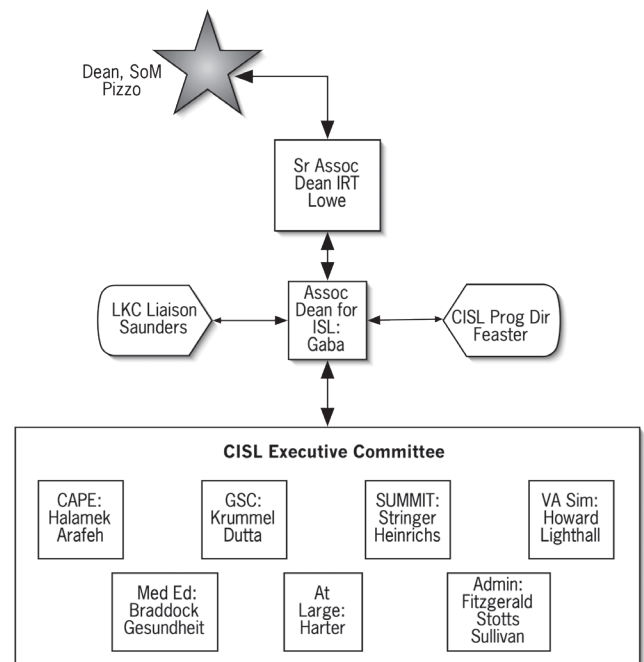 Dean, SoM
Pizzo
Sr Assoc
Dean IRT
Lowe
LKC Liaison
Saunders
Assoc
Dean for
ISL:
Gaba
CISL Prog Dir
Feaster
CISL Executive Committee
CAPE:
Halamek
Arafeh
GSC:
Krummel
Dutta
SUMMIT:
Stringer
Heinrichs
VA Sim:
Howard
Lighthall
Med Ed:
Braddock
Gesundheit
At
Large:
Harter
Admin:
Fitzgerald
Stotts
Sullivan